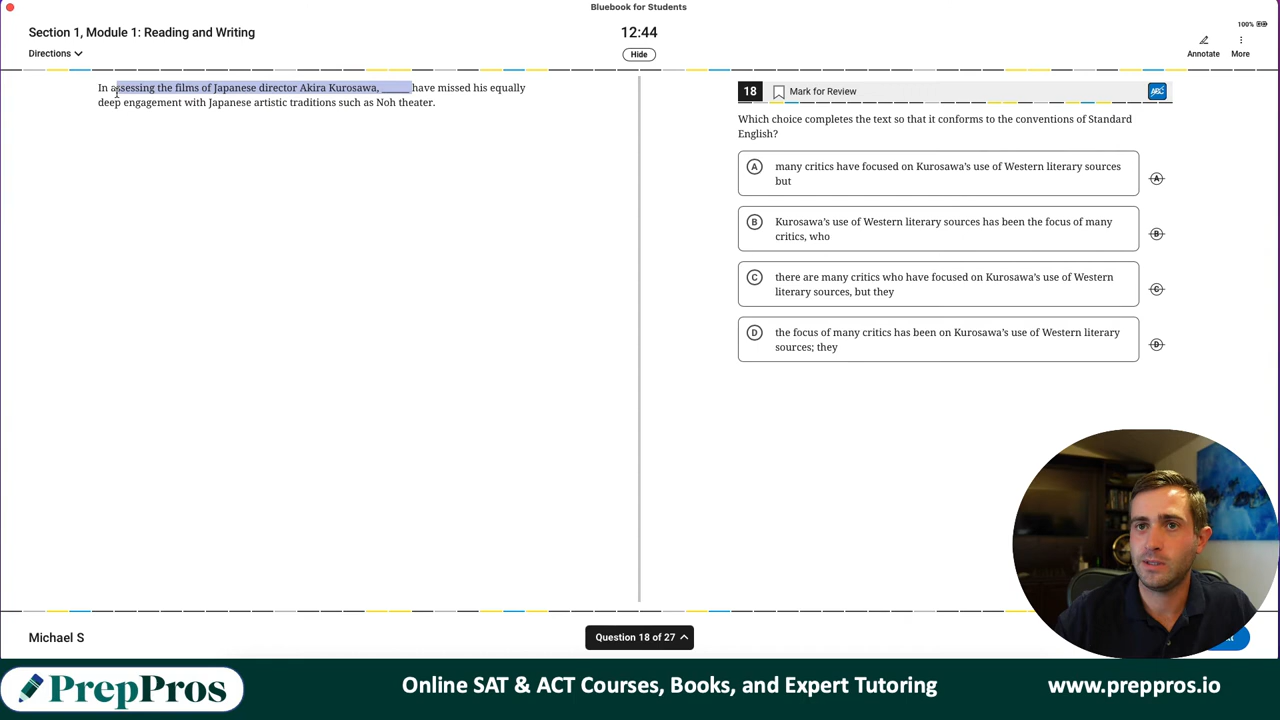 Bluebook for Students
Section 1, Module 1: Reading and Writing
Directions
12:44
Hide
100%
Annotate
More
In assessing the films of Japanese director Akira Kurosawa, ______ have missed his equally
deep engagement with Japanese artistic traditions such as Noh theater.
18
Mark for Review
ABC
Which choice completes the text so that it conforms to the conventions of Standard
English?
A
many critics have focused on Kurosawa's use of Western literary sources
but
A
B
Kurosawa's use of Western literary sources has been the focus of many
critics, who
B
C
there are many critics who have focused on Kurosawa's use of Western
literary sources, but they
C
D
the focus of many critics has been on Kurosawa's use of Western literary
sources; they
D
Michael S
Question 18 of 27
PrepPros
Online SAT & ACT Courses, Books, and Expert Tutoring
www.preppros.io